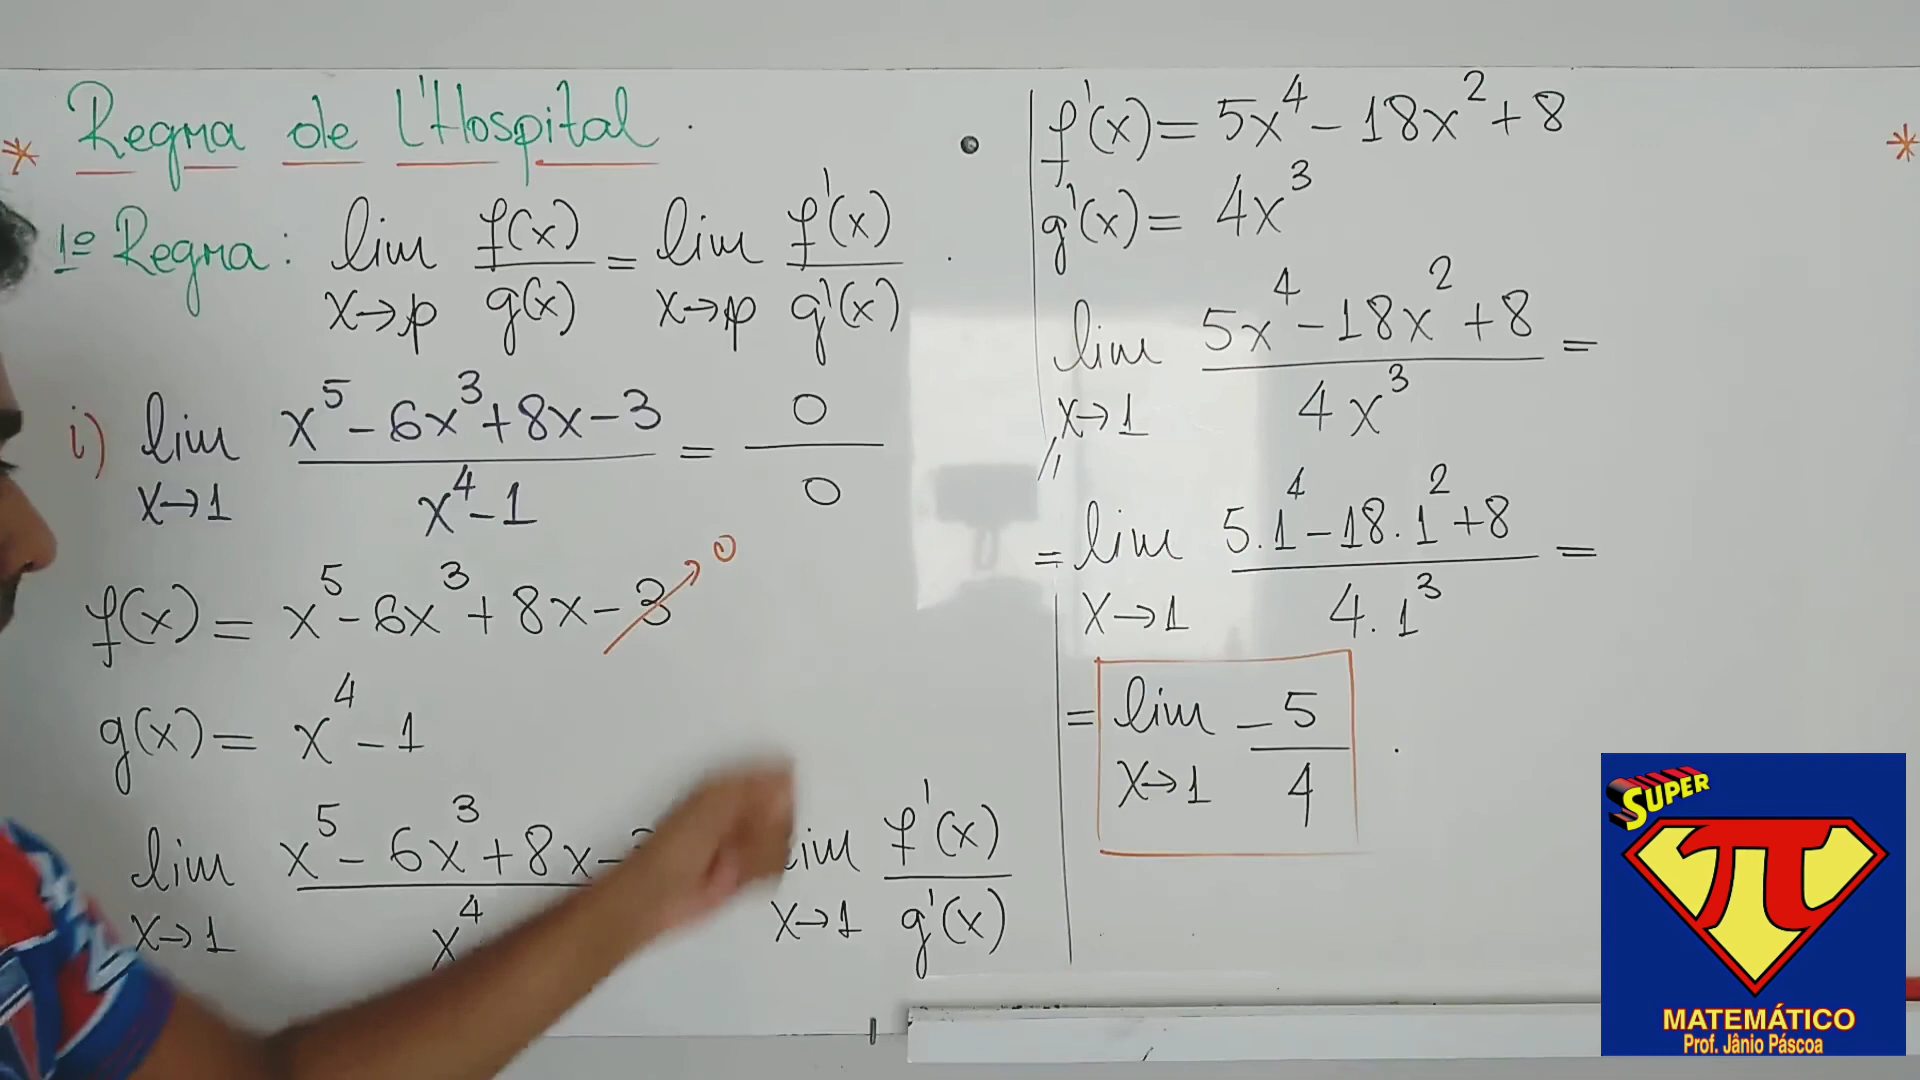 Regra de L'Hospital
1º Regra: lim x→p f(x)/g(x) = lim x→p f'(x)/g'(x)
i) lim x→1 (x⁵-6x³+8x-3)/(x⁴-1) = 0/0
f(x) = x⁵-6x³+8x-3 → 0
g(x) = x⁴-1
lim x→1 (x⁵-6x³+8x-)/(x⁴) lim x→1 f'(x)/g'(x)
f'(x) = 5x⁴-18x²+8
g'(x) = 4x³
lim x→1 (5x⁴-18x²+8)/(4x³) =
= lim x→1 (5.1⁴-18.1²+8)/(4.1³) =
= lim x→1 -5/4
SUPER
π
MATEMÁTICO
Prof. Jânio Páscoa